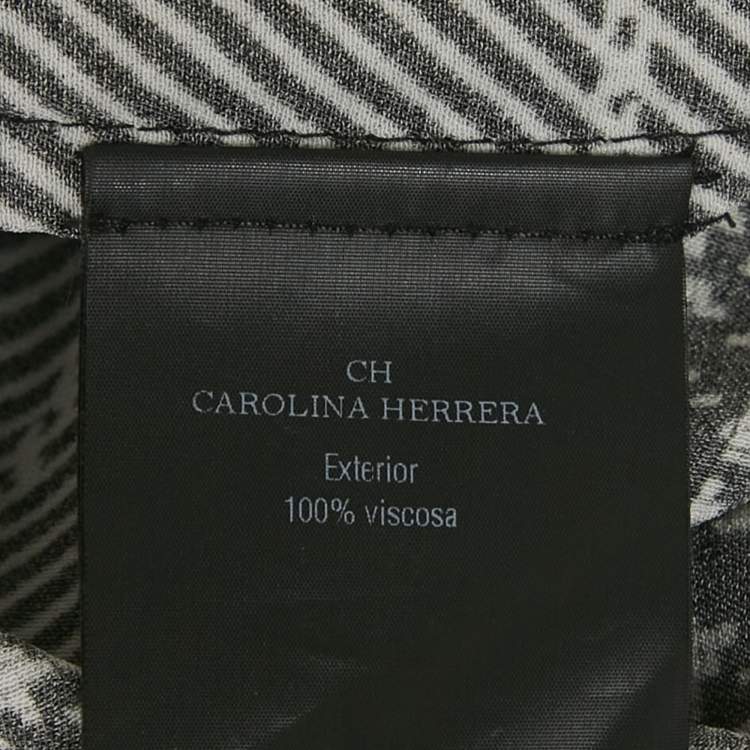 CH
CAROLINA HERRERA
Exterior
100% viscosa